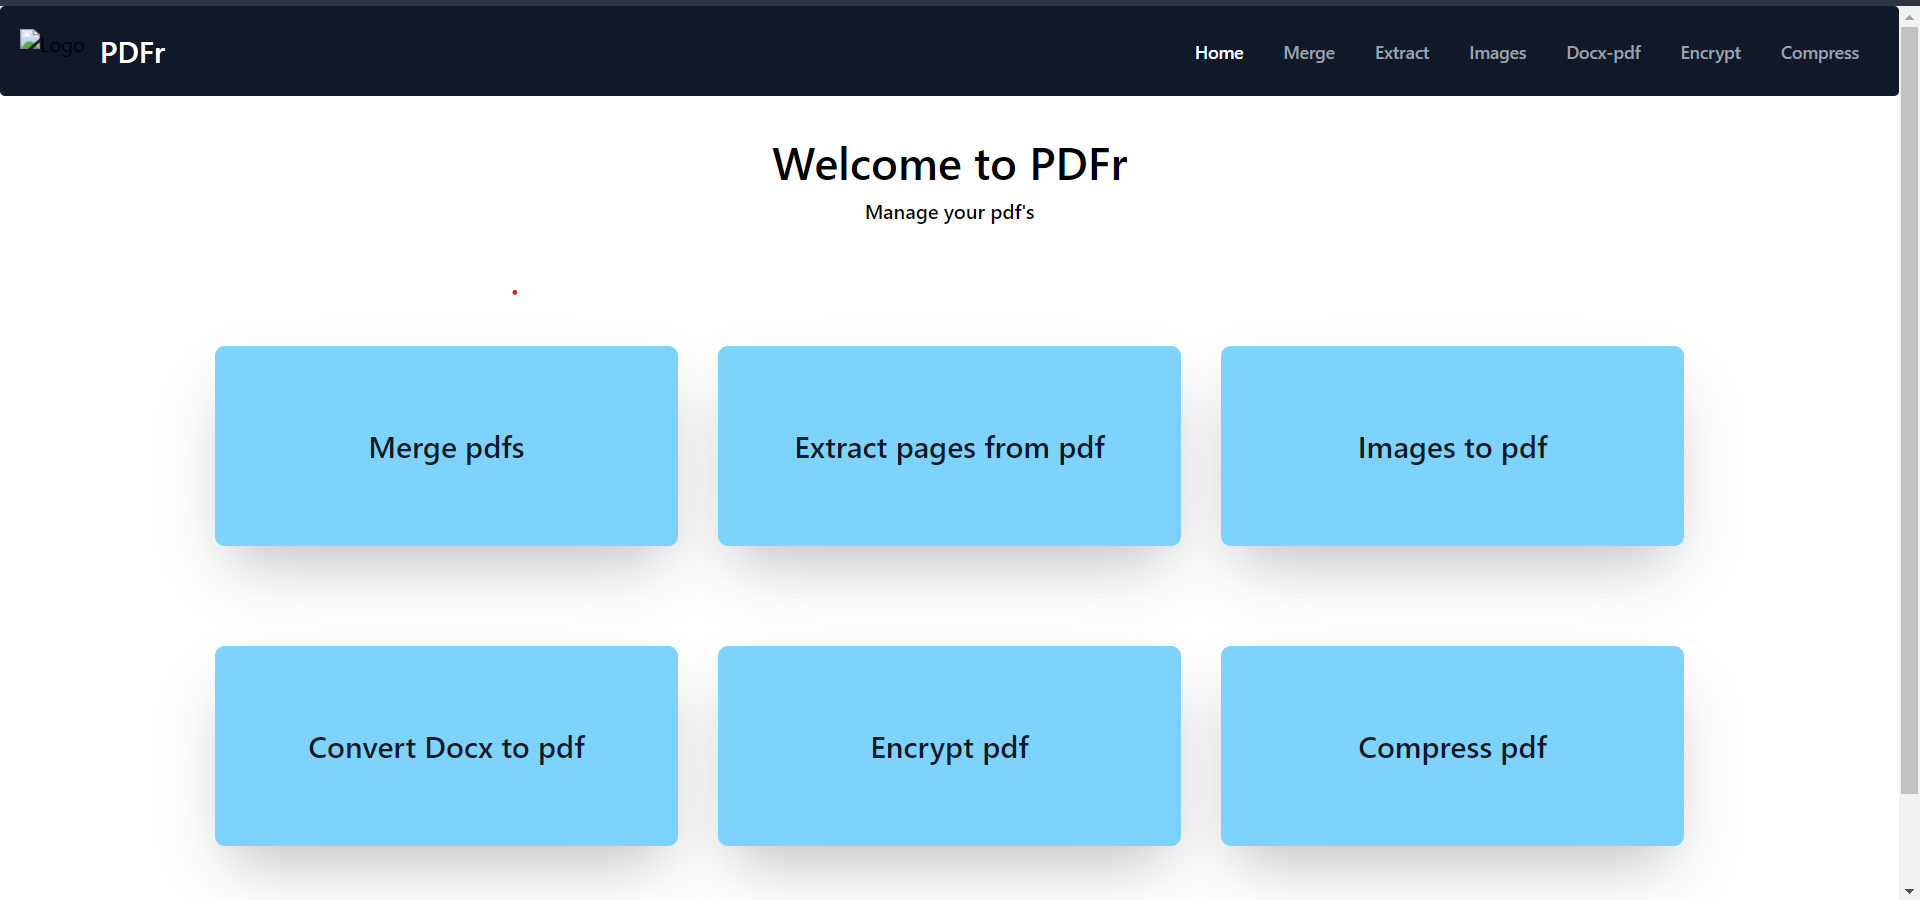 Logo PDFr Home Merge Extract Images Docx-pdf Encrypt Compress
Welcome to PDFr
Manage your pdf's
Merge pdfs Extract pages from pdf Images to pdf
Convert Docx to pdf Encrypt pdf Compress pdf